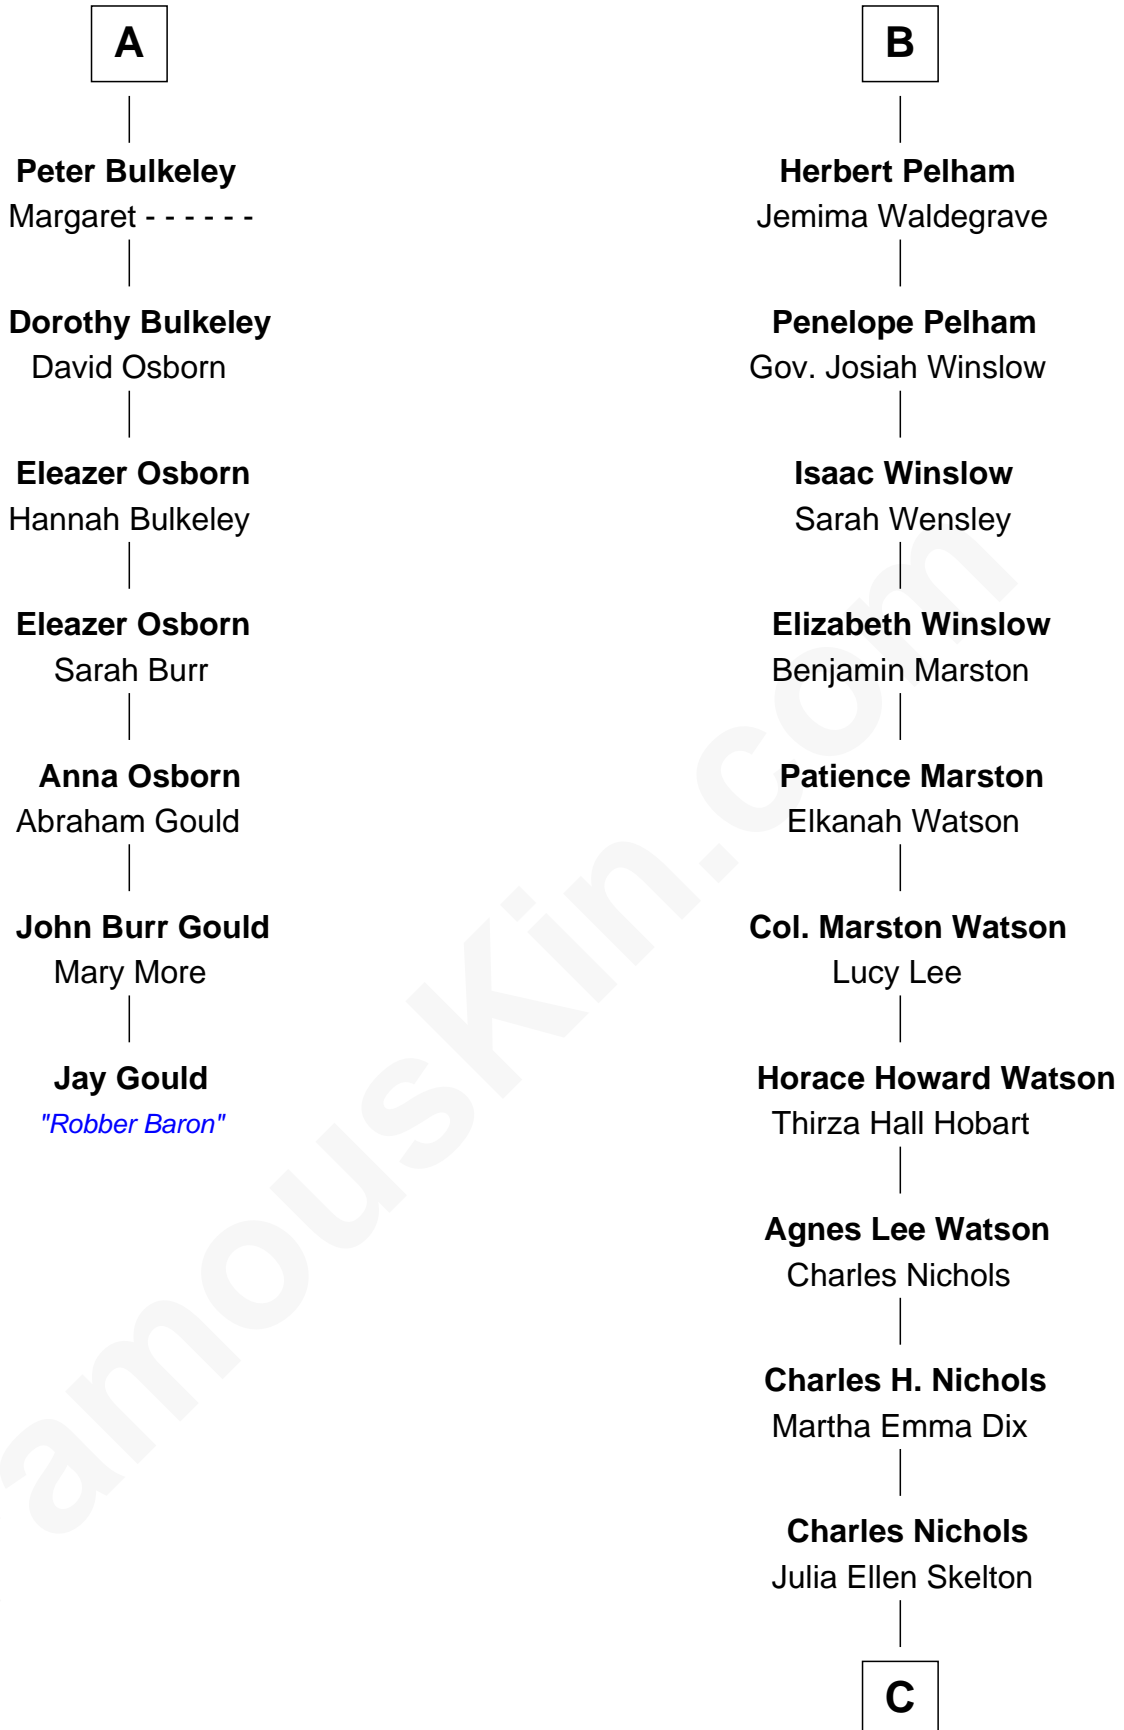 A
Peter Bulkeley
Margaret - - - - - -
Dorothy Bulkeley
David Osborn
Eleazer Osborn
Hannah Bulkeley
Eleazer Osborn
Sarah Burr
Anna Osborn
Abraham Gould
John Burr Gould
Mary More
Jay Gould
"Robber Baron"
B
Herbert Pelham
Jemima Waldegrave
Penelope Pelham
Gov. Josiah Winslow
Isaac Winslow
Sarah Wensley
Elizabeth Winslow
Benjamin Marston
Patience Marston
Elkanah Watson
Col. Marston Watson
Lucy Lee
Horace Howard Watson
Thirza Hall Hobart
Agnes Lee Watson
Charles Nichols
Charles H. Nichols
Martha Emma Dix
Charles Nichols
Julia Ellen Skelton
C
amousKin.com